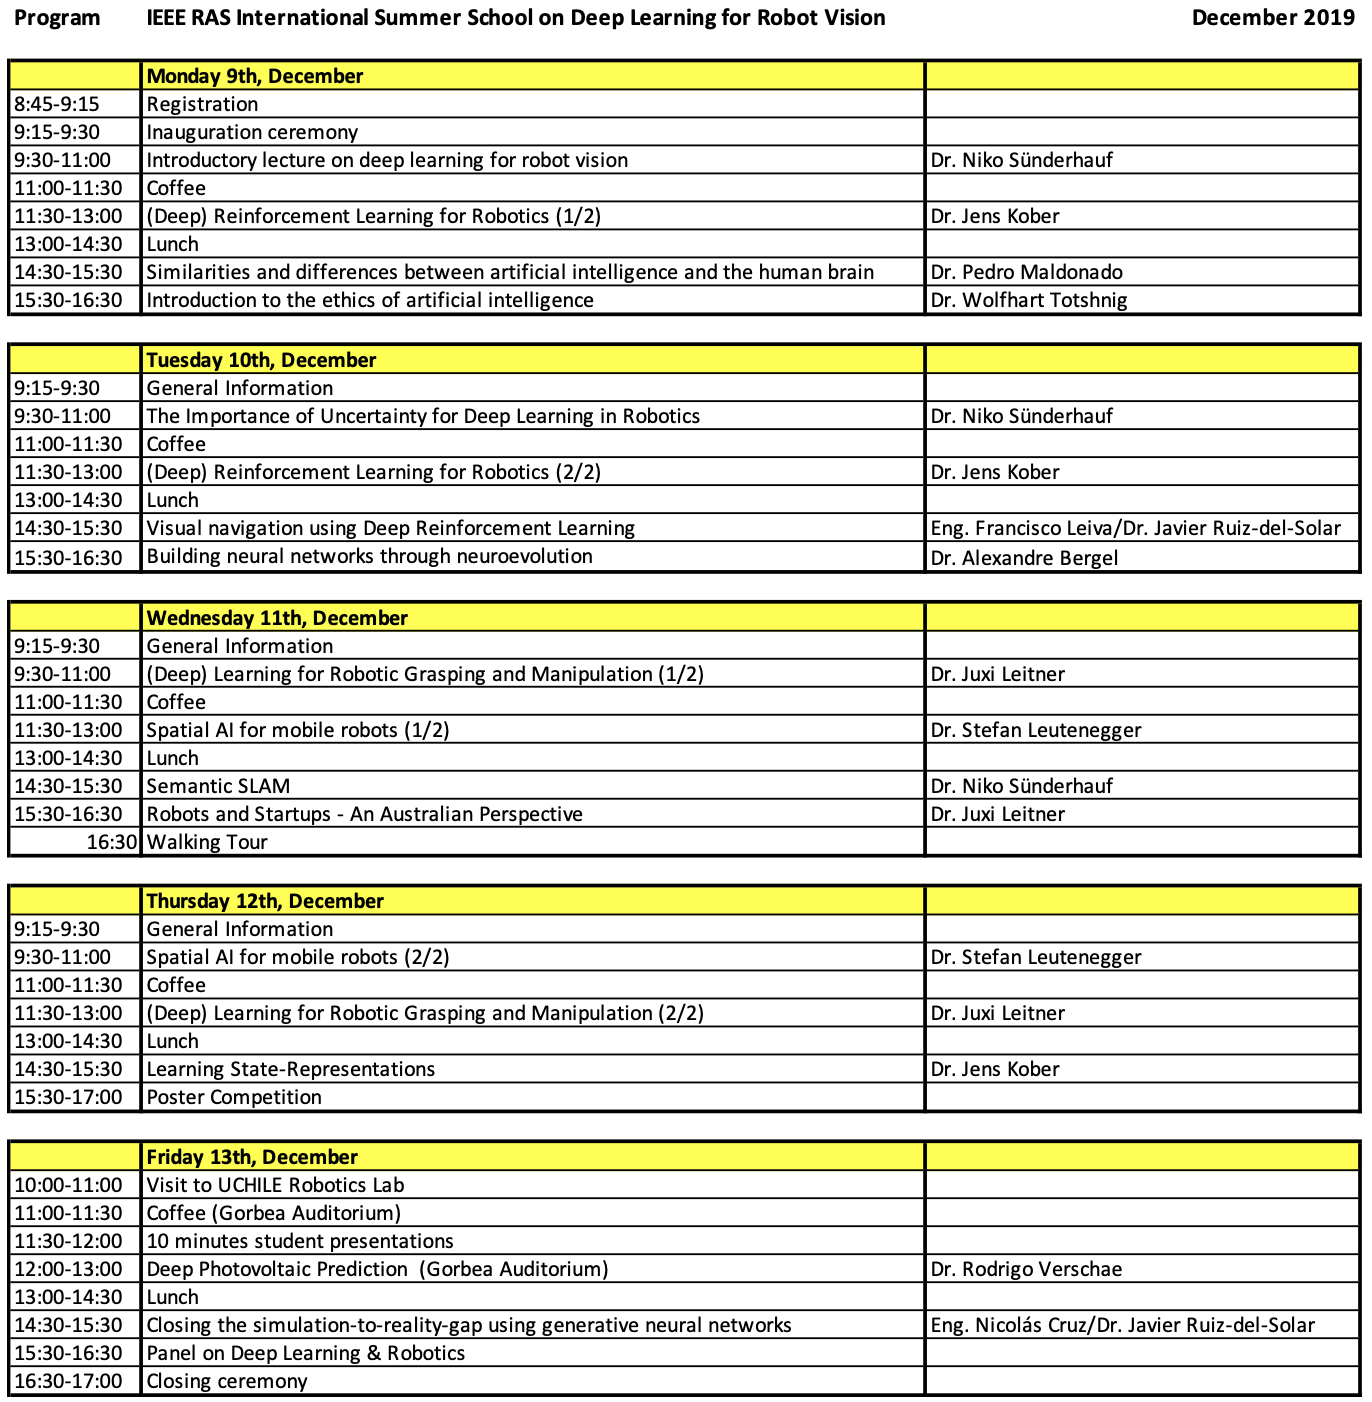 Program IEEE RAS International Summer School on Deep Learning for Robot Vision December 2019
Monday 9th, December
8:45-9:15 Registration
9:15-9:30 Inauguration ceremony
9:30-11:00 Introductory lecture on deep learning for robot vision Dr. Niko Sünderhauf
11:00-11:30 Coffee
11:30-13:00 (Deep) Reinforcement Learning for Robotics (1/2) Dr. Jens Kober
13:00-14:30 Lunch
14:30-15:30 Similarities and differences between artificial intelligence and the human brain Dr. Pedro Maldonado
15:30-16:30 Introduction to the ethics of artificial intelligence Dr. Wolfhart Totshnig
Tuesday 10th, December
9:15-9:30 General Information
9:30-11:00 The Importance of Uncertainty for Deep Learning in Robotics Dr. Niko Sünderhauf
11:00-11:30 Coffee
11:30-13:00 (Deep) Reinforcement Learning for Robotics (2/2) Dr. Jens Kober
13:00-14:30 Lunch
14:30-15:30 Visual navigation using Deep Reinforcement Learning Eng. Francisco Leiva/Dr. Javier Ruiz-del-Solar
15:30-16:30 Building neural networks through neuroevolution Dr. Alexandre Bergel
Wednesday 11th, December
9:15-9:30 General Information
9:30-11:00 (Deep) Learning for Robotic Grasping and Manipulation (1/2) Dr. Juxi Leitner
11:00-11:30 Coffee
11:30-13:00 Spatial AI for mobile robots (1/2) Dr. Stefan Leutenegger
13:00-14:30 Lunch
14:30-15:30 Semantic SLAM Dr. Niko Sünderhauf
15:30-16:30 Robots and Startups - An Australian Perspective Dr. Juxi Leitner
16:30 Walking Tour
Thursday 12th, December
9:15-9:30 General Information
9:30-11:00 Spatial AI for mobile robots (2/2) Dr. Stefan Leutenegger
11:00-11:30 Coffee
11:30-13:00 (Deep) Learning for Robotic Grasping and Manipulation (2/2) Dr. Juxi Leitner
13:00-14:30 Lunch
14:30-15:30 Learning State-Representations Dr. Jens Kober
15:30-17:00 Poster Competition
Friday 13th, December
10:00-11:00 Visit to UCHILE Robotics Lab
11:00-11:30 Coffee (Gorbea Auditorium)
11:30-12:00 10 minutes student presentations
12:00-13:00 Deep Photovoltaic Prediction (Gorbea Auditorium) Dr. Rodrigo Verschae
13:00-14:30 Lunch
14:30-15:30 Closing the simulation-to-reality-gap using generative neural networks Eng. Nicolás Cruz/Dr. Javier Ruiz-del-Solar
15:30-16:30 Panel on Deep Learning & Robotics
16:30-17:00 Closing ceremony